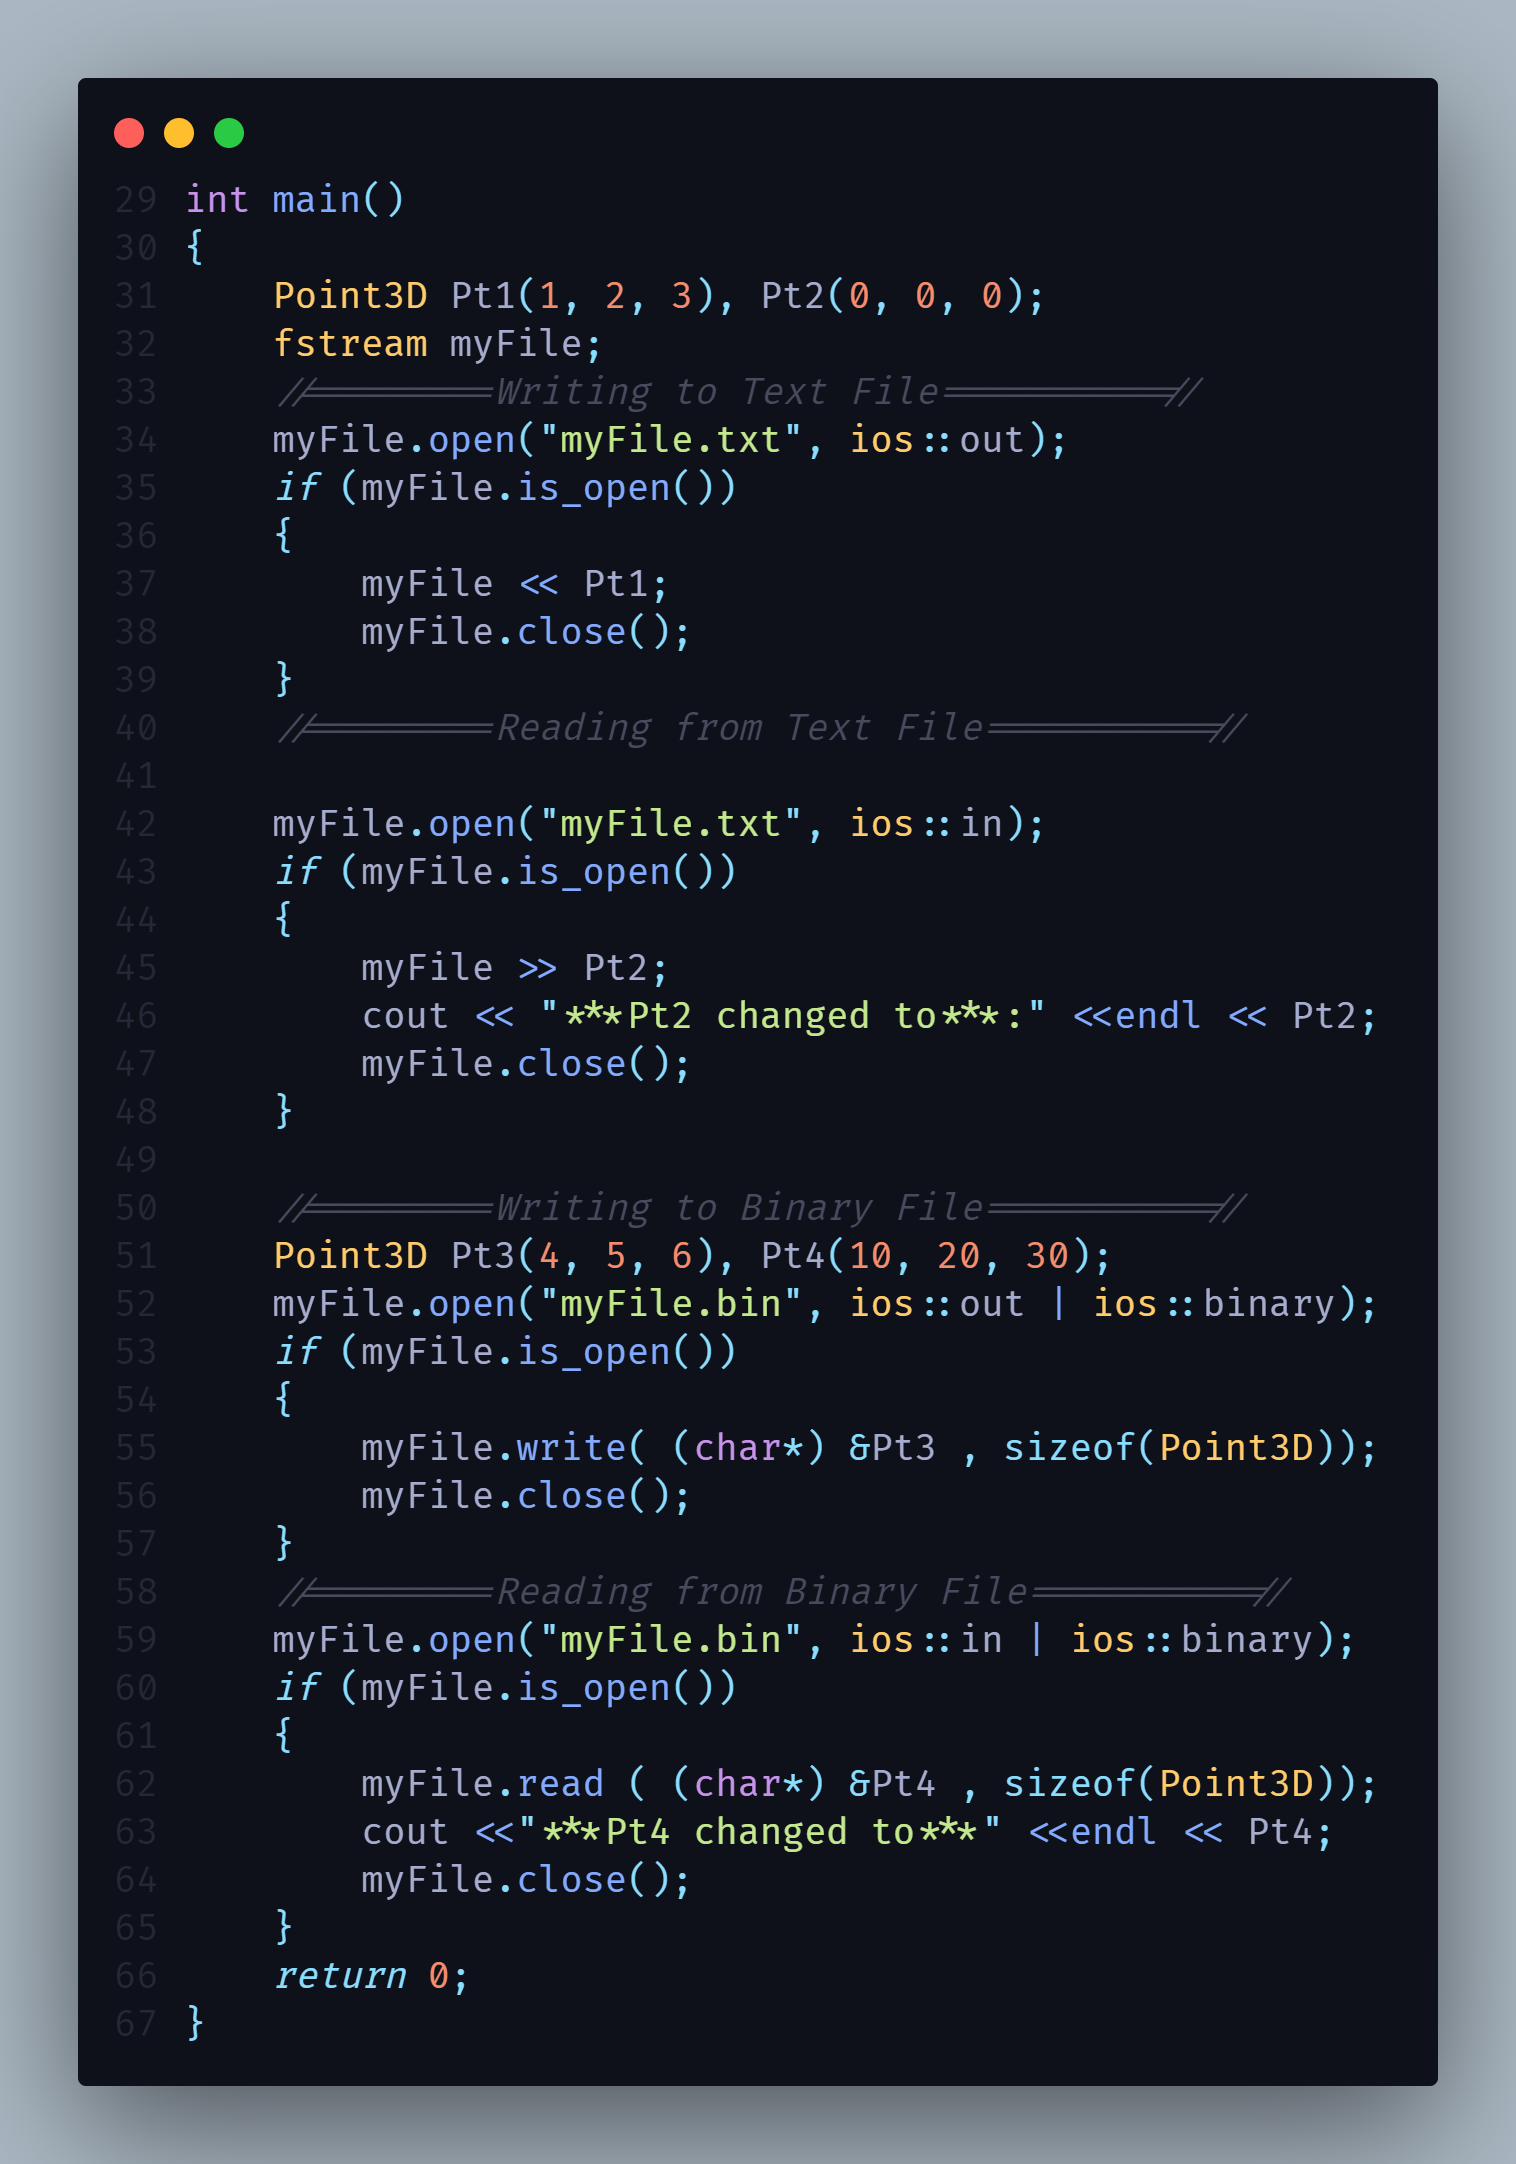 29 int main()
30 {
31     Point3D Pt1(1, 2, 3), Pt2(0, 0, 0);
32     fstream myFile;
33     //=========Writing to Text File===========//
34     myFile.open("myFile.txt", ios::out);
35     if (myFile.is_open())
36     {
37         myFile << Pt1;
38         myFile.close();
39     }
40     //=========Reading from Text File===========//
41
42     myFile.open("myFile.txt", ios::in);
43     if (myFile.is_open())
44     {
45         myFile >> Pt2;
46         cout << "***Pt2 changed to***:" <<endl << Pt2;
47         myFile.close();
48     }
49
50     //=========Writing to Binary File===========//
51     Point3D Pt3(4, 5, 6), Pt4(10, 20, 30);
52     myFile.open("myFile.bin", ios::out | ios::binary);
53     if (myFile.is_open())
54     {
55         myFile.write( (char*) &Pt3 , sizeof(Point3D));
56         myFile.close();
57     }
58     //=========Reading from Binary File===========//
59     myFile.open("myFile.bin", ios::in | ios::binary);
60     if (myFile.is_open())
61     {
62         myFile.read ( (char*) &Pt4 , sizeof(Point3D));
63         cout <<"***Pt4 changed to***" <<endl << Pt4;
64         myFile.close();
65     }
66     return 0;
67 }